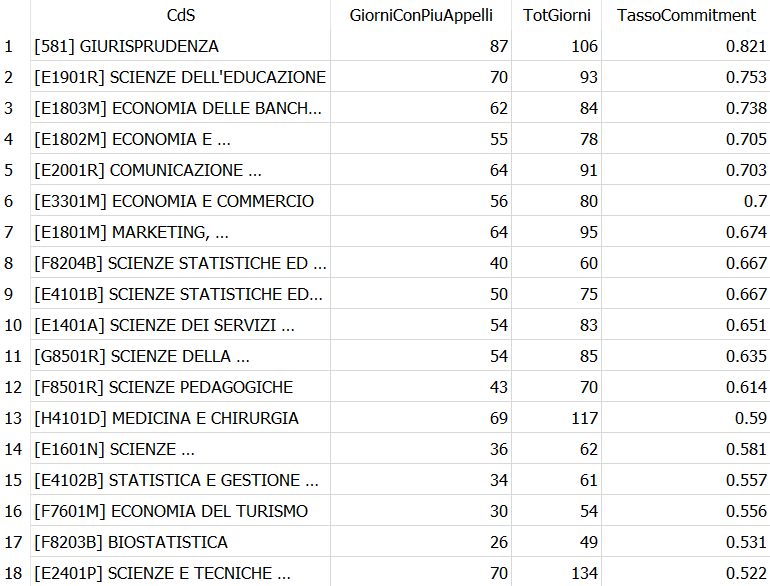 CdS GiorniConPiuAppelli TotGiorni TassoCommitment
1 [581] GIURISPRUDENZA 87 106 0.821
2 [E1901R] SCIENZE DELL'EDUCAZIONE 70 93 0.753
3 [E1803M] ECONOMIA DELLE BANCH... 62 84 0.738
4 [E1802M] ECONOMIA E ... 55 78 0.705
5 [E2001R] COMUNICAZIONE ... 64 91 0.703
6 [E3301M] ECONOMIA E COMMERCIO 56 80 0.7
7 [E1801M] MARKETING, ... 64 95 0.674
8 [F8204B] SCIENZE STATISTICHE ED ... 40 60 0.667
9 [E4101B] SCIENZE STATISTICHE ED... 50 75 0.667
10 [E1401A] SCIENZE DEI SERVIZI ... 54 83 0.651
11 [G8501R] SCIENZE DELLA ... 54 85 0.635
12 [F8501R] SCIENZE PEDAGOGICHE 43 70 0.614
13 [H4101D] MEDICINA E CHIRURGIA 69 117 0.59
14 [E1601N] SCIENZE ... 36 62 0.581
15 [E4102B] STATISTICA E GESTIONE ... 34 61 0.557
16 [F7601M] ECONOMIA DEL TURISMO 30 54 0.556
17 [F8203B] BIOSTATISTICA 26 49 0.531
18 [E2401P] SCIENZE E TECNICHE ... 70 134 0.522